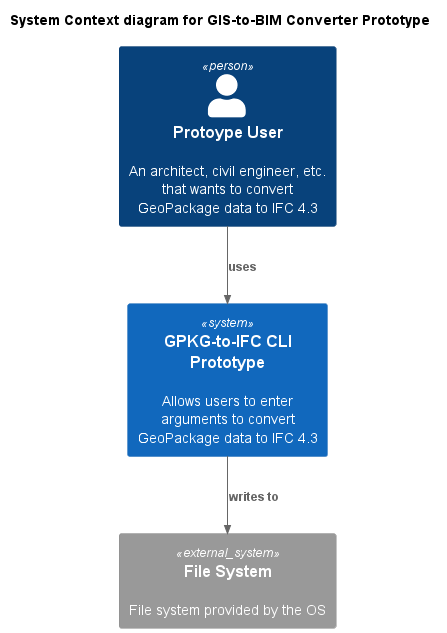 System Context diagram for GIS-to-BIM Converter Prototype
«person»
Protoype User
An architect, civil engineer, etc.
that wants to convert
GeoPackage data to IFC 4.3
uses
«system»
GPKG-to-IFC CLI
Prototype
Allows users to enter
arguments to convert
GeoPackage data to IFC 4.3
writes to
«external_system»
File System
File system provided by the OS